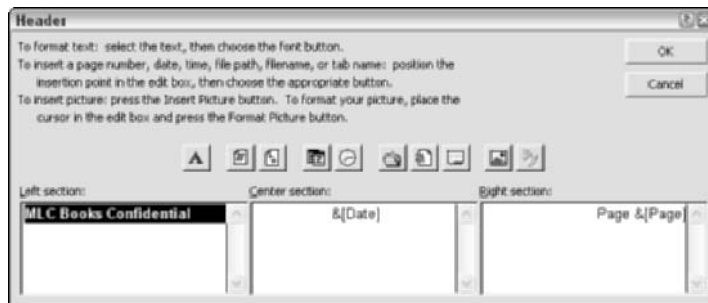 Header
To format text: select the text, then choose the font button.
To insert a page number, date, time, file path, filename, or tab name: position the
insertion point in the edit box, then choose the appropriate button.
To insert picture: press the Insert Picture button. To format your picture, place the
cursor in the edit box and press the Format Picture button.
OK
Cancel
A
Left section:
Center section:
Right section:
MLC Books Confidential
&[Date]
Page &[Page]